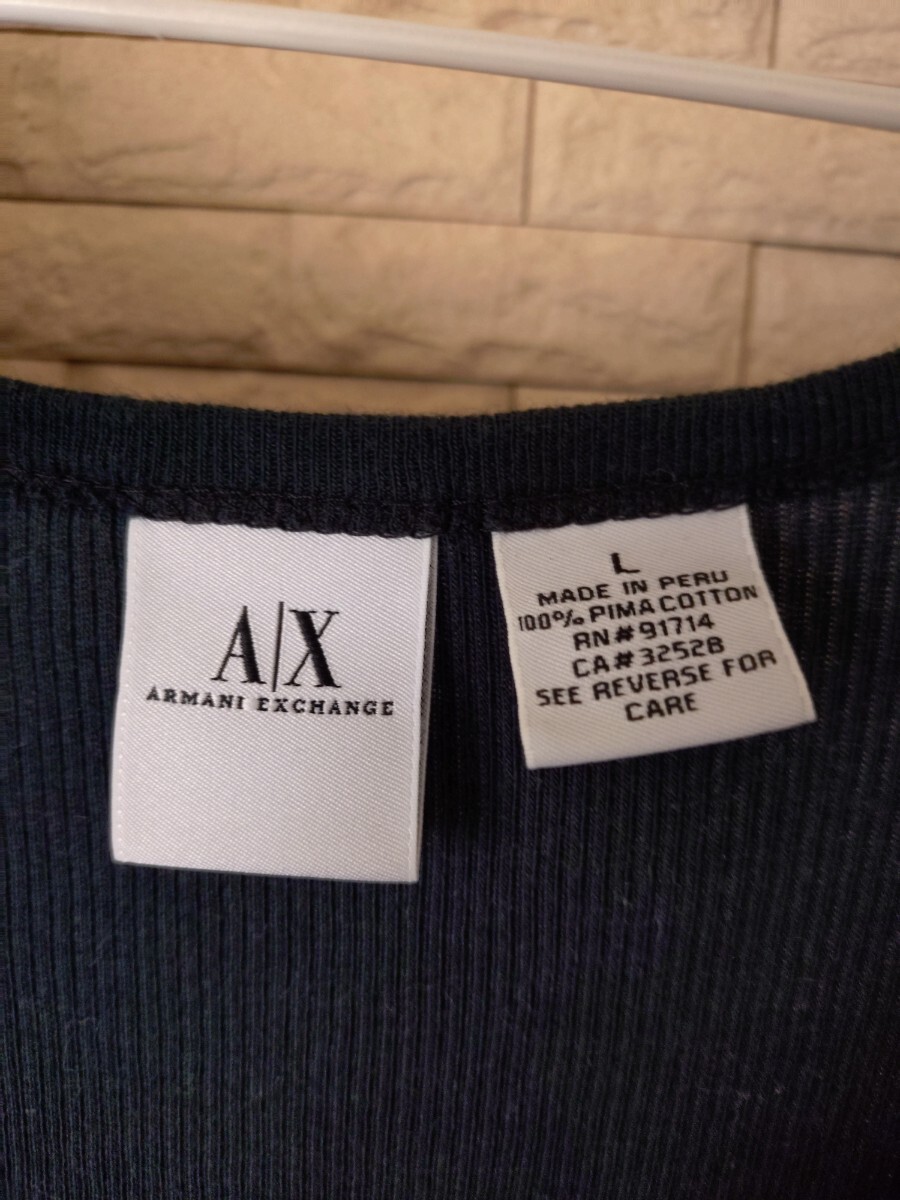 A|X
ARMANI EXCHANGE
L
MADE IN PERU
100% PIMA COTTON
RN#91714
CA#32528
SEE REVERSE FOR
CARE